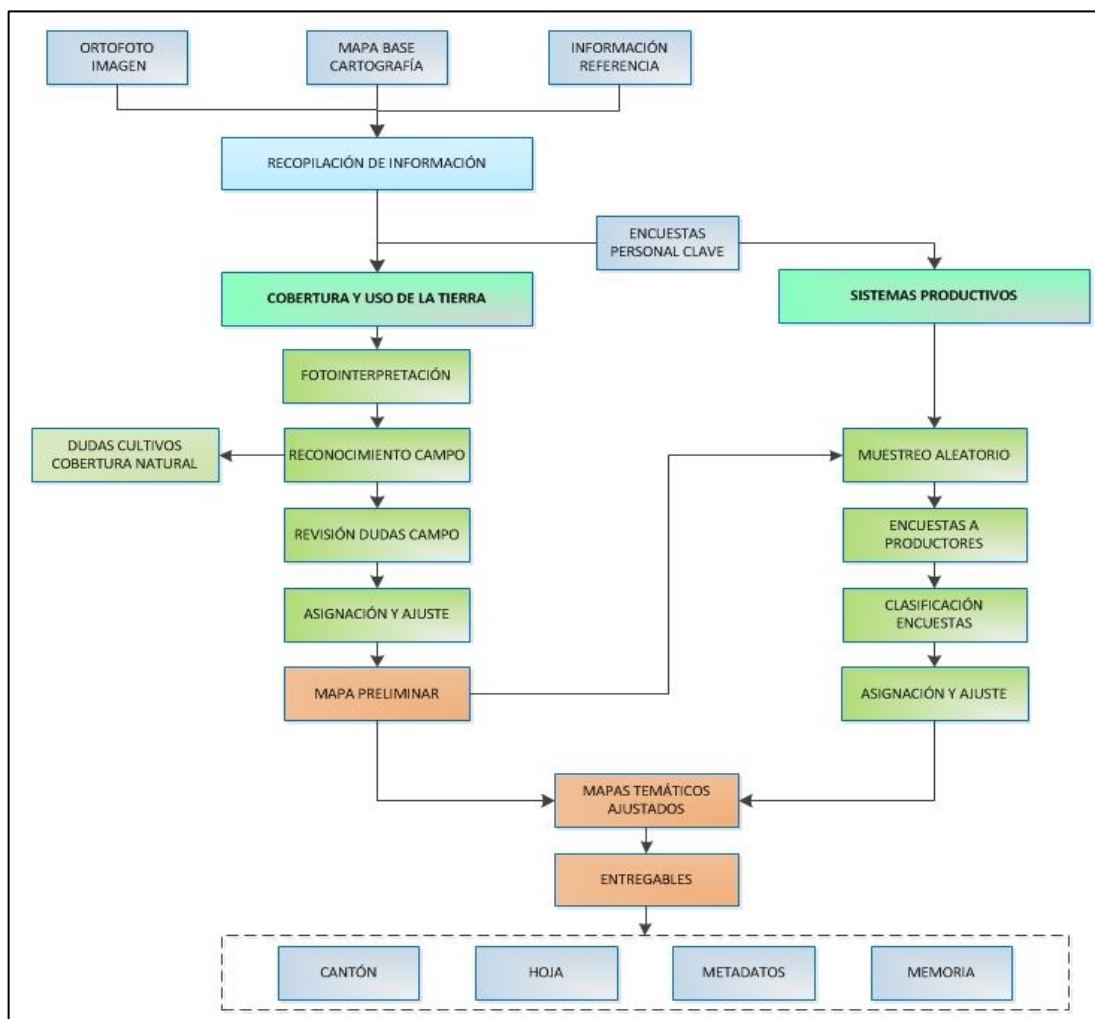 ORTOFOTO
IMAGEN
MAPA BASE
CARTOGRAFÍA
INFORMACIÓN
REFERENCIA
RECOPILACIÓN DE INFORMACIÓN
ENCUESTAS
PERSONAL CLAVE
COBERTURA Y USO DE LA TIERRA
SISTEMAS PRODUCTIVOS
FOTOINTERPRETACIÓN
DUDAS CULTIVOS
COBERTURA NATURAL
RECONOCIMIENTO CAMPO
MUESTREO ALEATORIO
REVISIÓN DUDAS CAMPO
ENCUESTAS A
PRODUCTORES
ASIGNACIÓN Y AJUSTE
CLASIFICACIÓN
ENCUESTAS
MAPA PRELIMINAR
ASIGNACIÓN Y AJUSTE
MAPAS TEMÁTICOS
AJUSTADOS
ENTREGABLES
CANTÓN
HOJA
METADATOS
MEMORIA